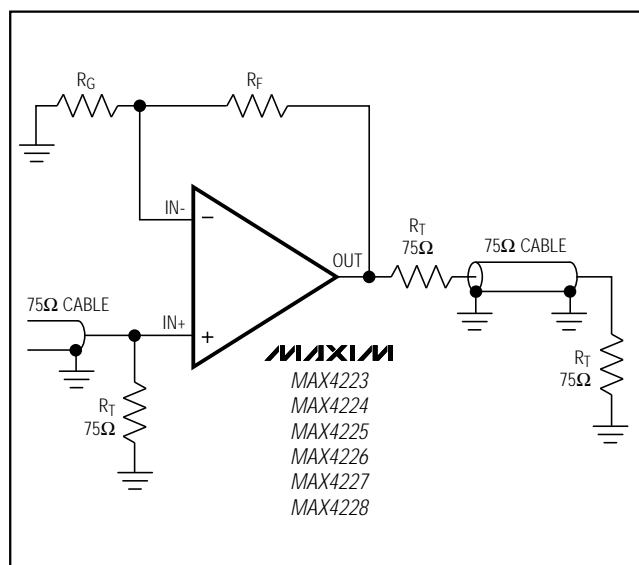 RG
RF
IN-
−
OUT
RT
75Ω
75Ω CABLE
75Ω CABLE
IN+
+
MAXIM
RT
75Ω
RT
75Ω
MAX4223
MAX4224
MAX4225
MAX4226
MAX4227
MAX4228